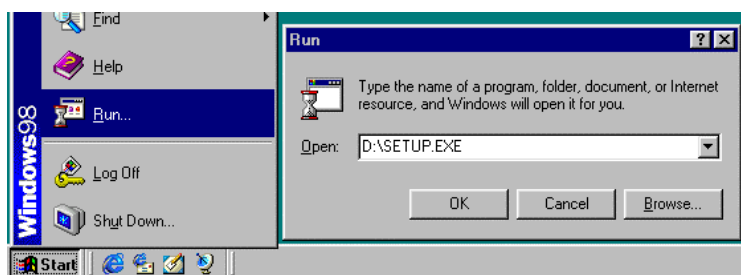 Find
Help
Run...
Log Off
Shut Down...
Windows98
Start
Run
Type the name of a program, folder, document, or Internet
resource, and Windows will open it for you.
Open:
D:\SETUP.EXE
OK
Cancel
Browse...